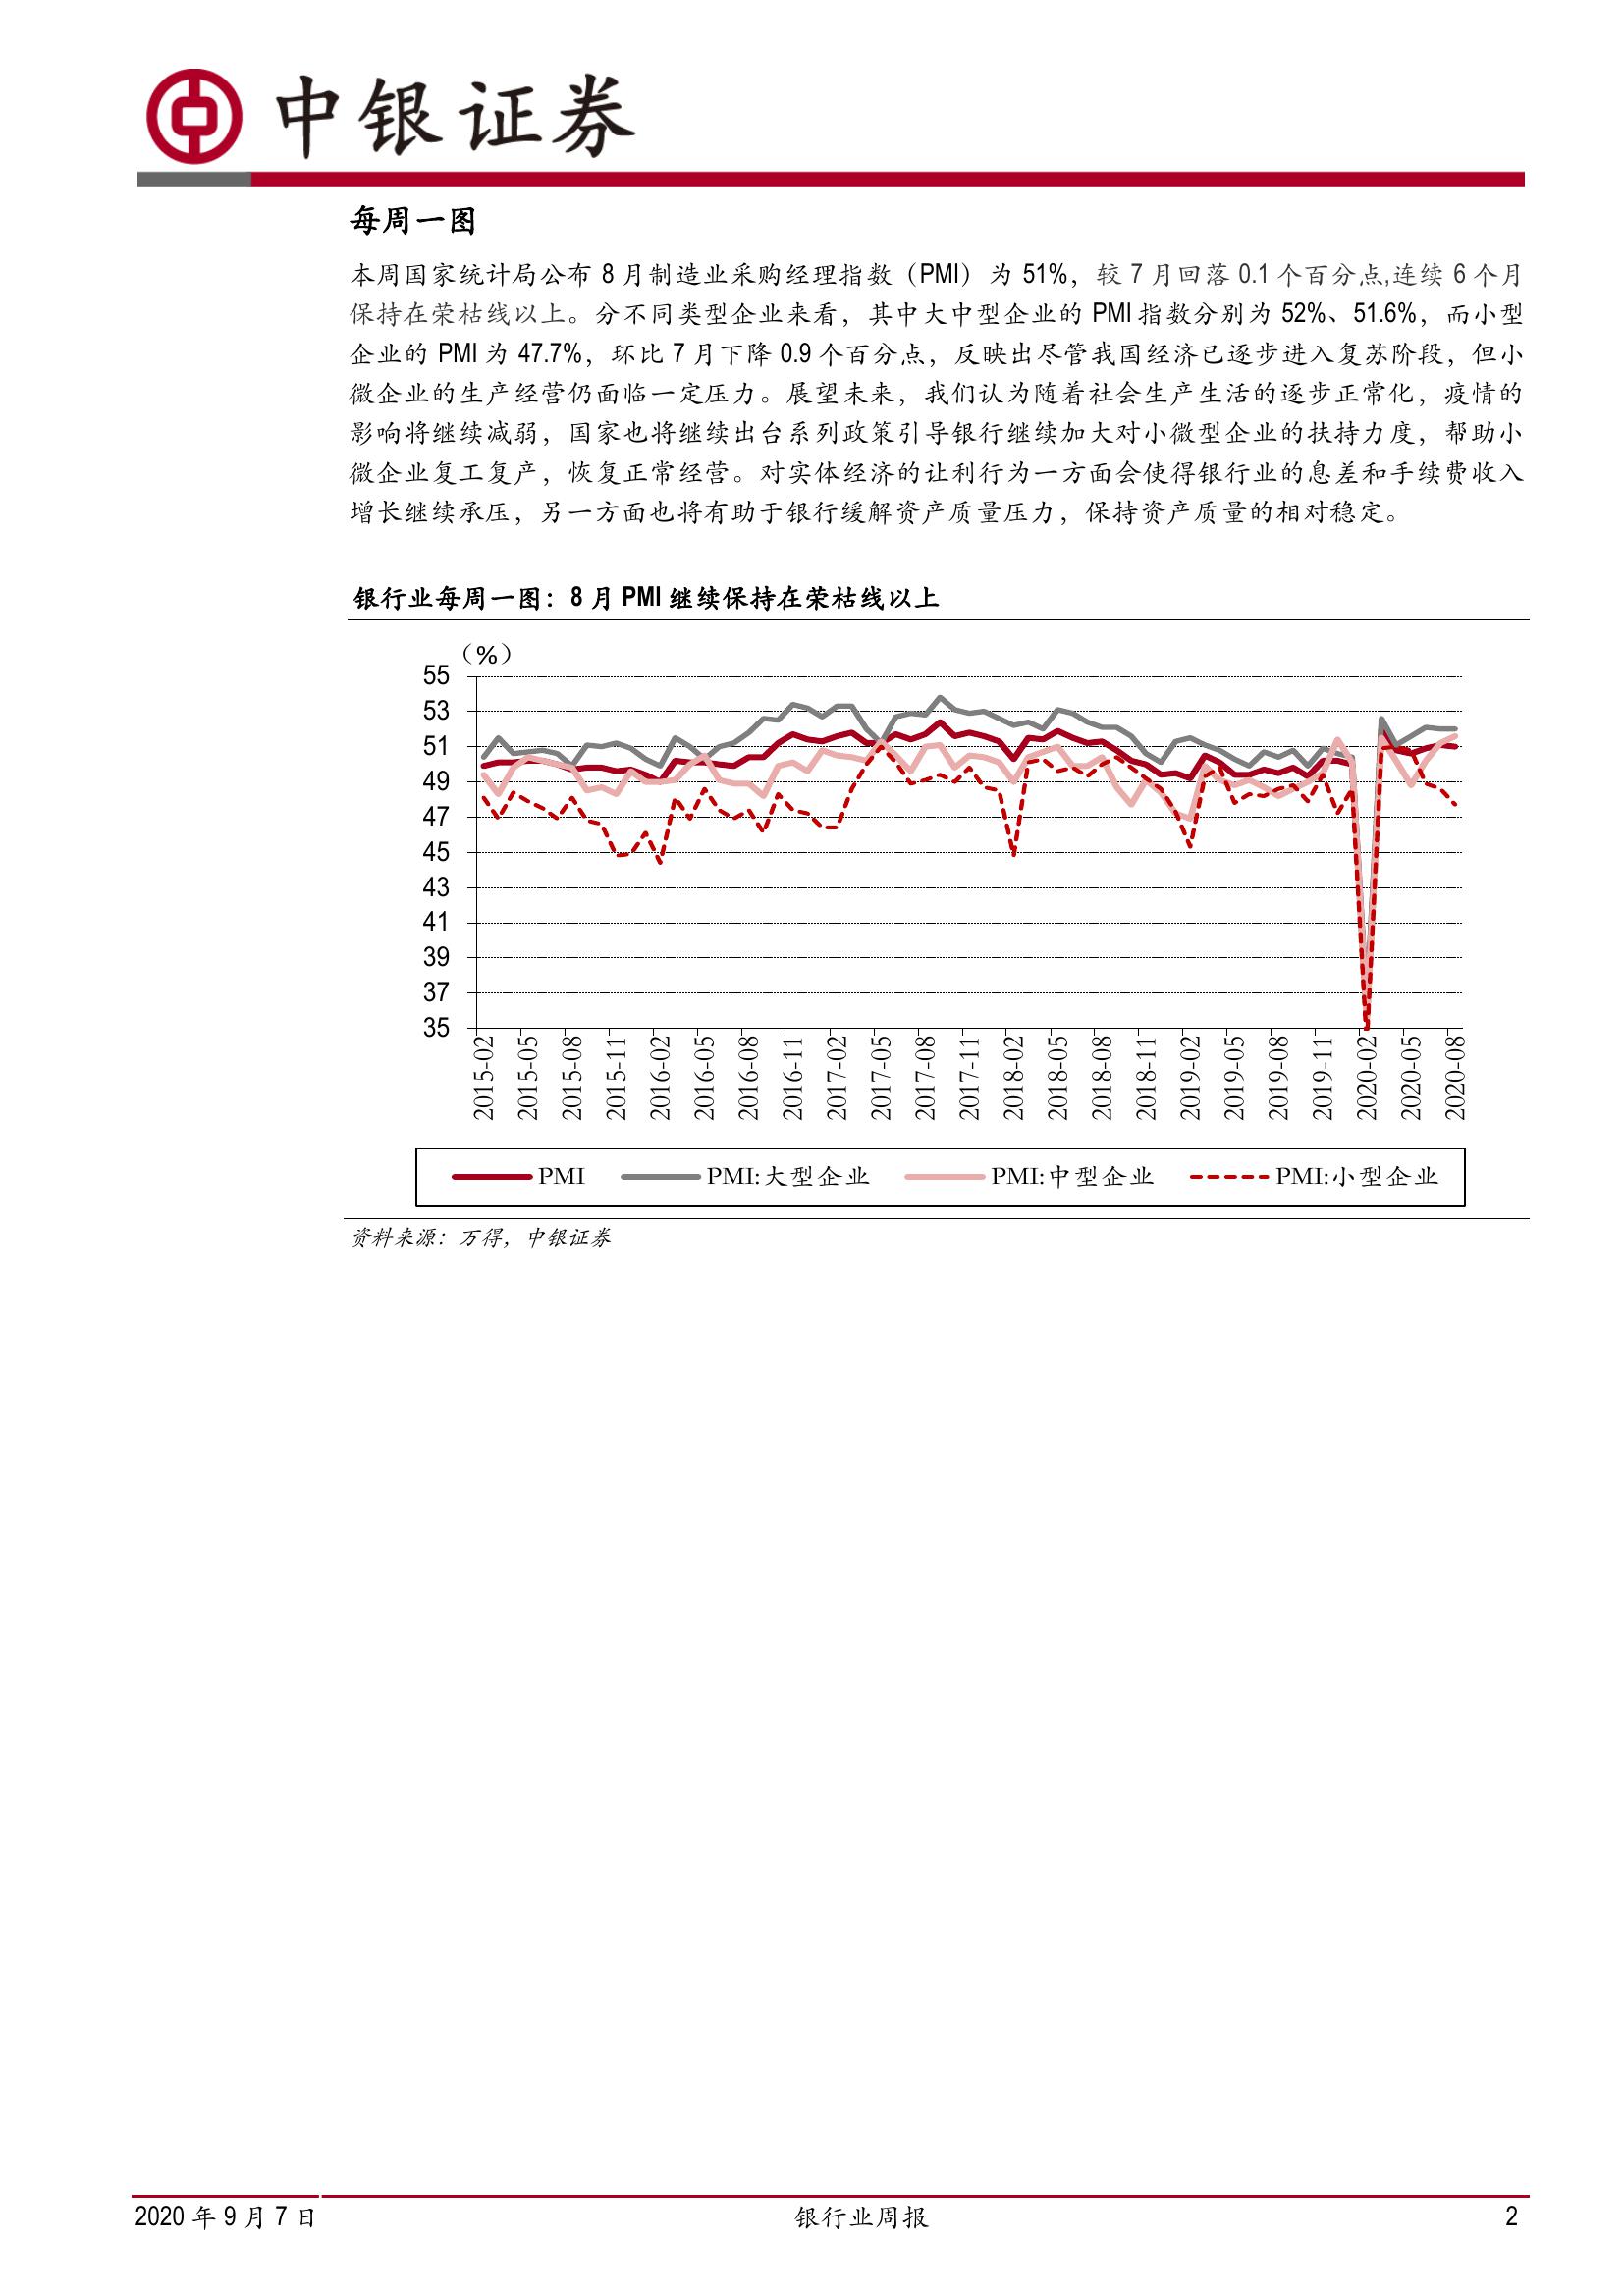 中银证券
每周一图
本周国家统计局公布 8 月制造业采购经理指数（PMI）为 51%，较 7 月回落 0.1 个百分点,连续 6 个月
保持在荣枯线以上。分不同类型企业来看，其中大中型企业的 PMI 指数分别为 52%、51.6%，而小型
企业的 PMI 为 47.7%，环比 7 月下降 0.9 个百分点，反映出尽管我国经济已逐步进入复苏阶段，但小
微企业的生产经营仍面临一定压力。展望未来，我们认为随着社会生产生活的逐步正常化，疫情的
影响将继续减弱，国家也将继续出台系列政策引导银行继续加大对小微型企业的扶持力度，帮助小
微企业复工复产，恢复正常经营。对实体经济的让利行为一方面会使得银行业的息差和手续费收入
增长继续承压，另一方面也将有助于银行缓解资产质量压力，保持资产质量的相对稳定。
银行业每周一图：8 月 PMI 继续保持在荣枯线以上
（%）
55
53
51
49
47
45
43
41
39
37
35
2015-02
2015-05
2015-08
2015-11
2016-02
2016-05
2016-08
2016-11
2017-02
2017-05
2017-08
2017-11
2018-02
2018-05
2018-08
2018-11
2019-02
2019-05
2019-08
2019-11
2020-02
2020-05
2020-08
PMI PMI:大型企业 PMI:中型企业 PMI:小型企业
资料来源：万得，中银证券
2020 年 9 月 7 日 银行业周报 2